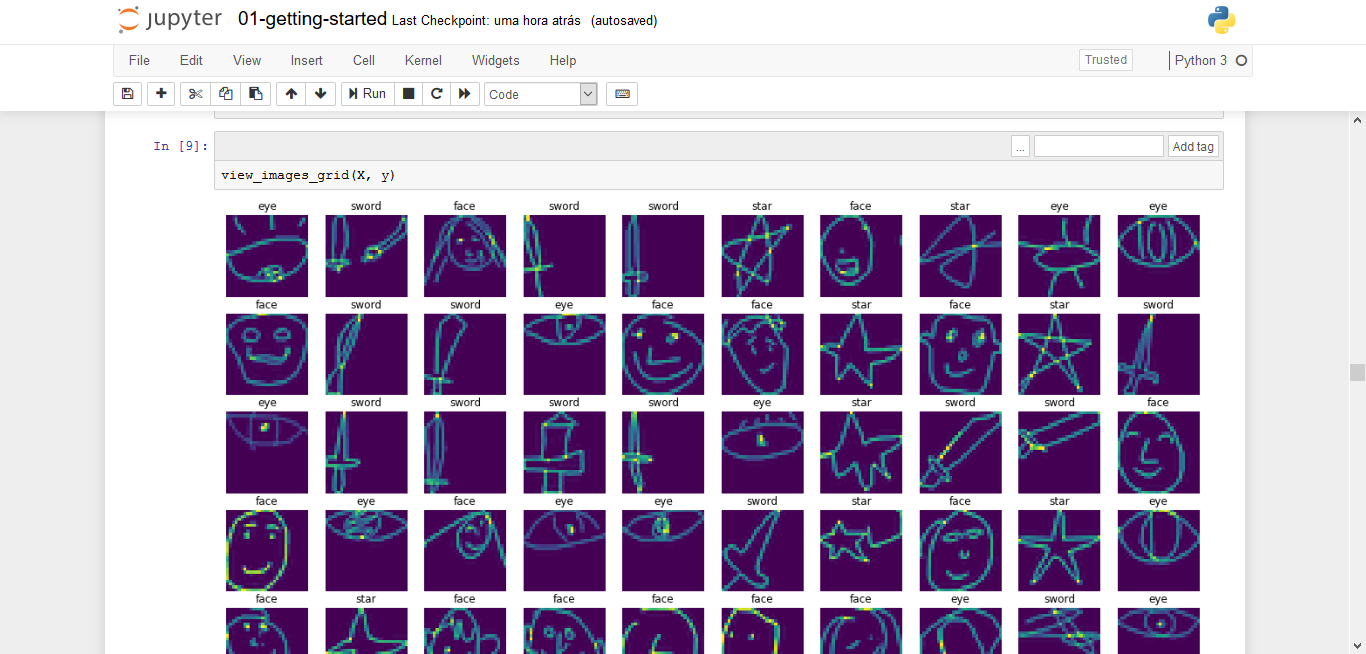 jupyter 01-getting-started Last Checkpoint: uma hora atrás (autosaved)
File Edit View Insert Cell Kernel Widgets Help Trusted Python 3
Run Code
In [9]: ... Add tag
view_images_grid(X, y)
eye sword face sword sword star face star eye eye
face sword sword eye face face star face star sword
eye sword sword sword sword eye star sword sword face
face eye face eye eye sword star face star eye
face star face face face face face eye sword eye